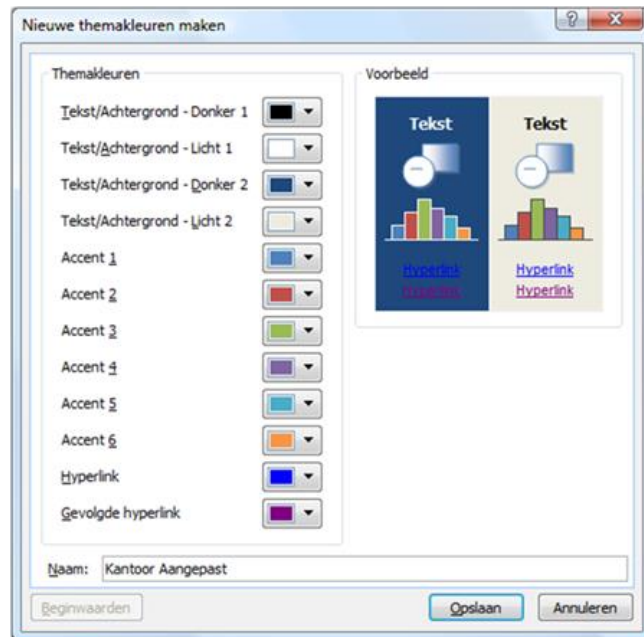 Nieuwe themakleuren maken
Themakleuren
Tekst/Achtergrond - Donker 1
Tekst/Achtergrond - Licht 1
Tekst/Achtergrond - Donker 2
Tekst/Achtergrond - Licht 2
Accent 1
Accent 2
Accent 3
Accent 4
Accent 5
Accent 6
Hyperlink
Gevolgde hyperlink
Voorbeeld
Tekst Tekst
Hyperlink Hyperlink
Hyperlink Hyperlink
Naam: Kantoor Aangepast
Beginwaarden Opslaan Annuleren